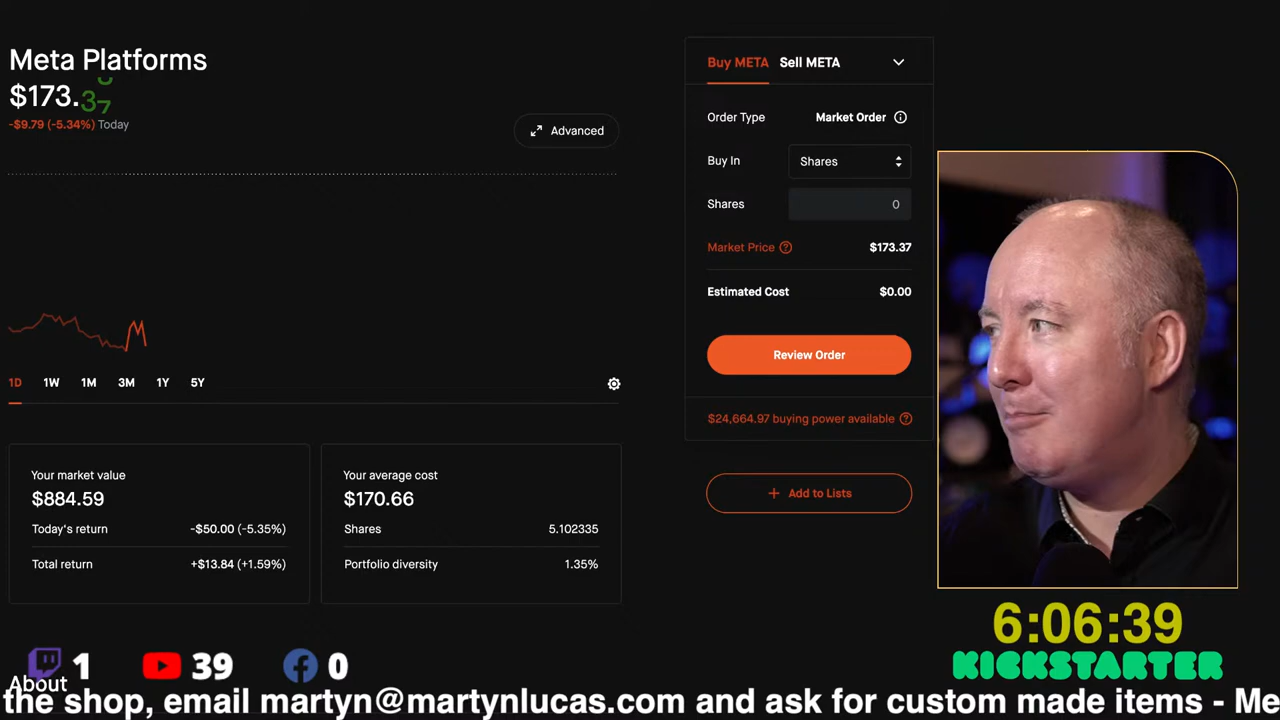 Meta Platforms
$173.37
-$9.79 (-5.34%) Today
Advanced
1D 1W 1M 3M 1Y 5Y
Your market value
$884.59
Today's return -$50.00 (-5.35%)
Total return +$13.84 (+1.59%)
Your average cost
$170.66
Shares 5.102335
Portfolio diversity 1.35%
Buy META Sell META
Order Type Market Order
Buy In Shares
Shares 0
Market Price $173.37
Estimated Cost $0.00
Review Order
$24,664.97 buying power available
+ Add to Lists
6:06:39
KICKSTARTER
1 39 0
About
the shop, email martyn@martynlucas.com and ask for custom made items - Me